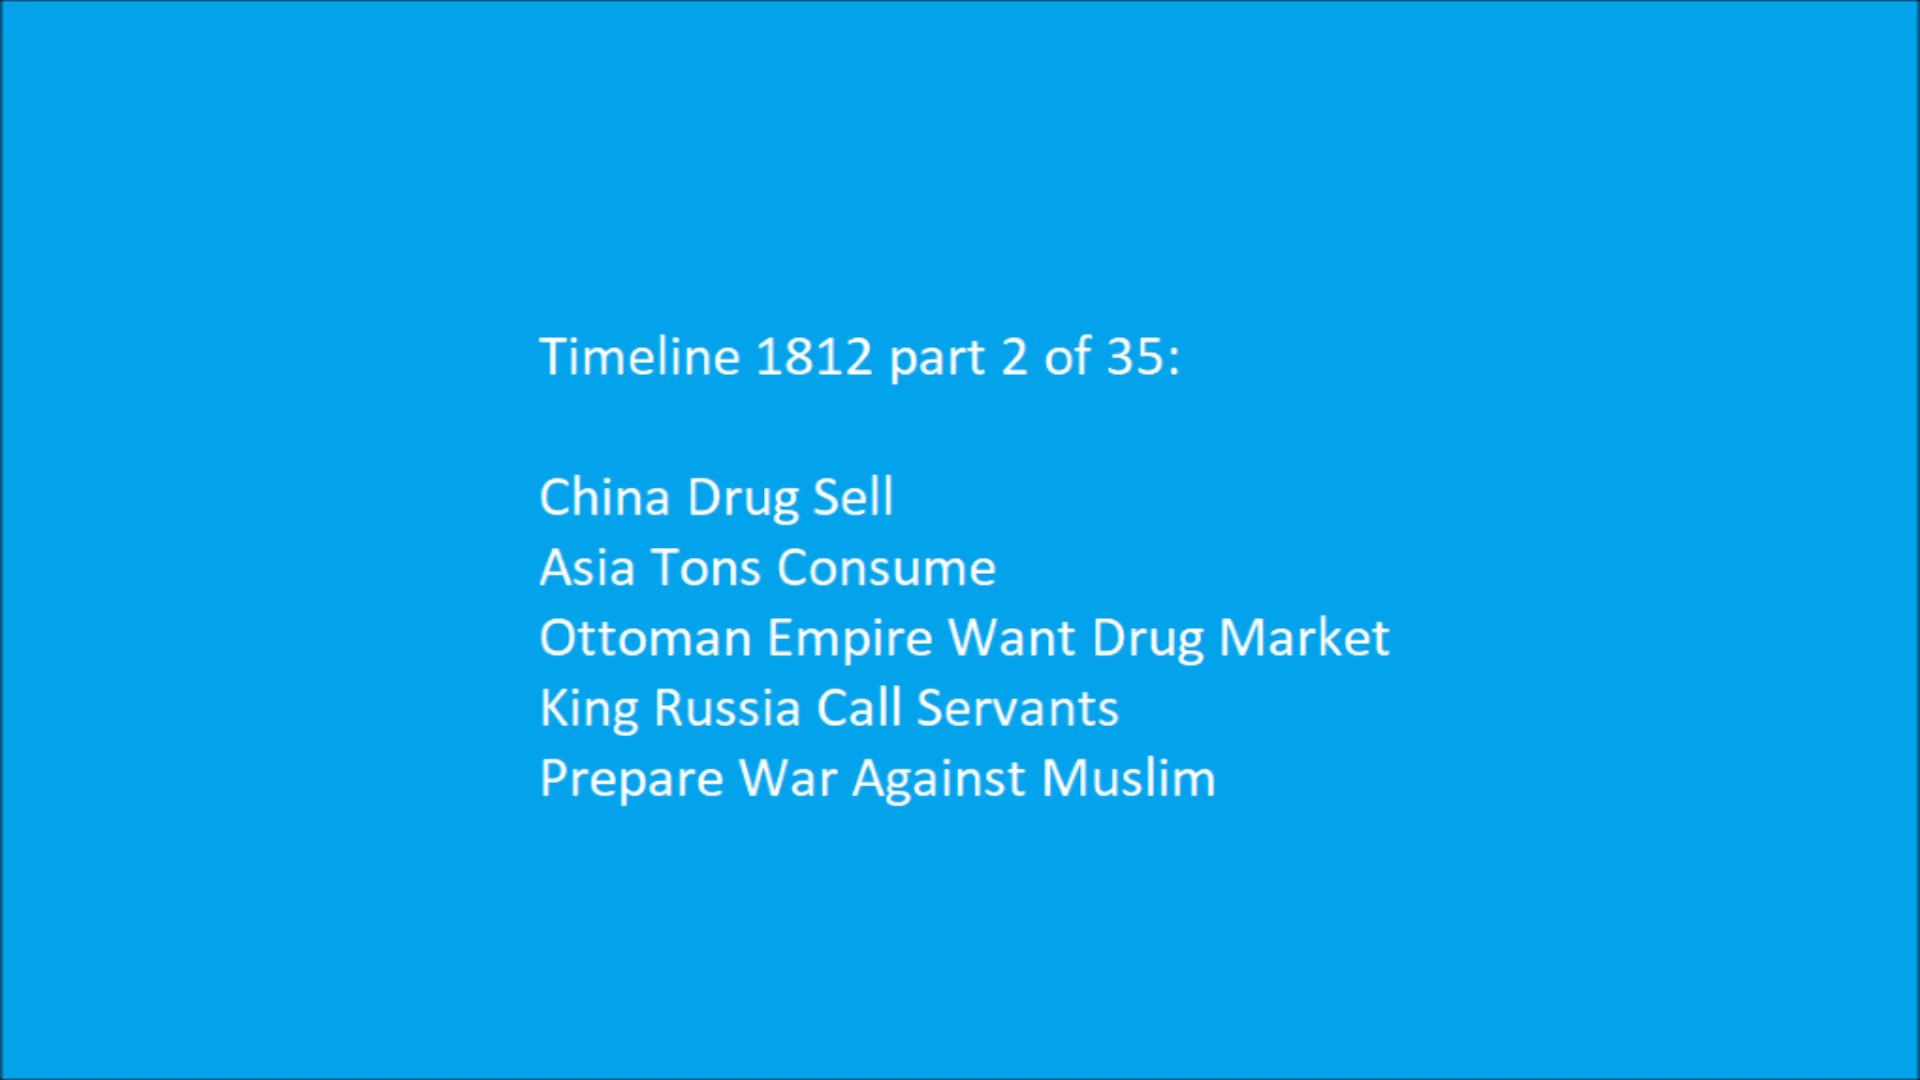 Timeline 1812 part 2 of 35:
China Drug Sell
Asia Tons Consume
Ottoman Empire Want Drug Market
King Russia Call Servants
Prepare War Against Muslim